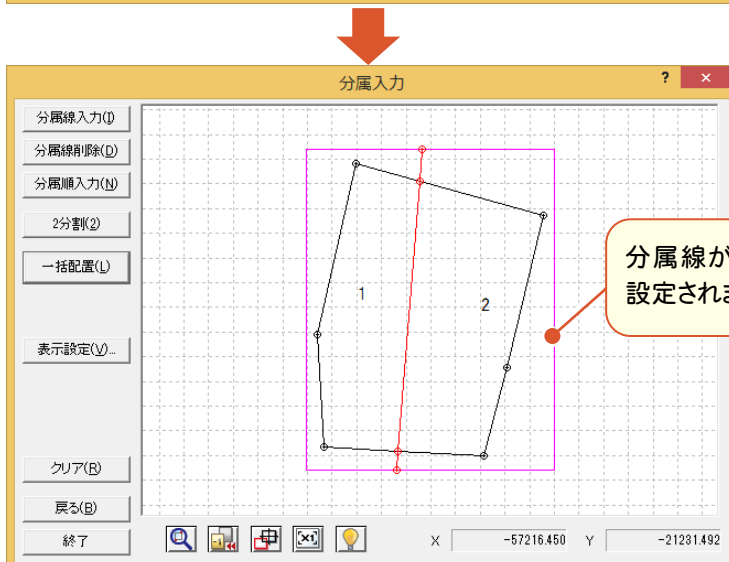 分属入力
?
×
分属線入力(I)
分属線削除(D)
分属順入力(N)
2分割(2)
一括配置(L)
表示設定(V)...
クリア(R)
戻る(B)
終了
1
2
分属線が
設定され
X
-57216.450
Y
-21231.492